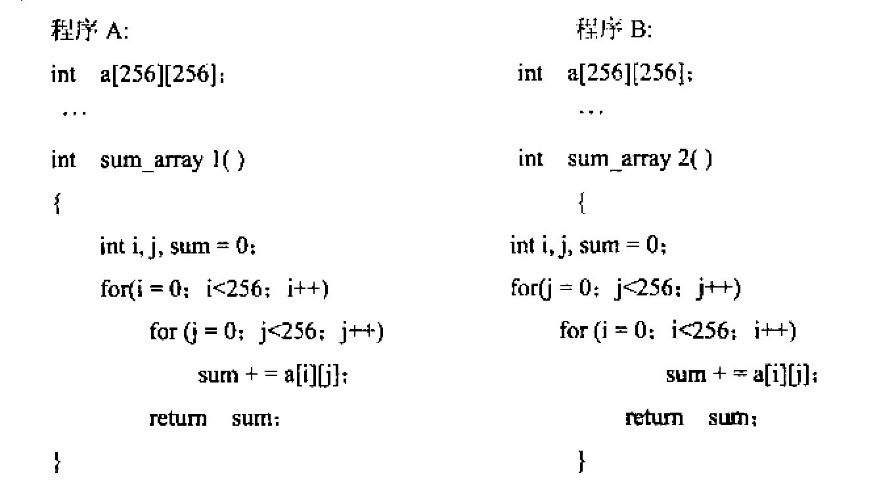 程序 A:
int a[256][256];
…
int sum_array 1( )
{
int i, j, sum = 0;
for(i = 0; i<256; i++)
for (j = 0; j<256; j++)
sum + = a[i][j];
return sum;
}
程序 B:
int a[256][256];
…
int sum_array 2( )
{
int i, j, sum = 0;
for(j = 0; j<256; j++)
for (i = 0; i<256; i++)
sum + = a[i][j];
return sum;
}